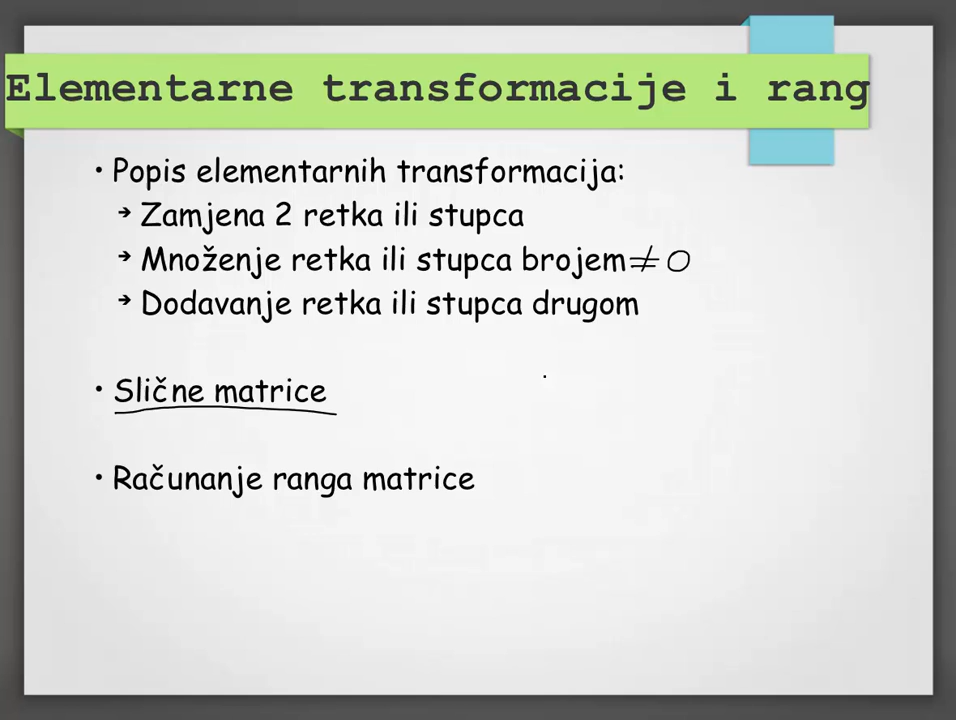 Elementarne transformacije i rang
• Popis elementarnih transformacija:
→ Zamjena 2 retka ili stupca
→ Množenje retka ili stupca brojem ≠ 0
→ Dodavanje retka ili stupca drugom
• Slične matrice
• Računanje ranga matrice